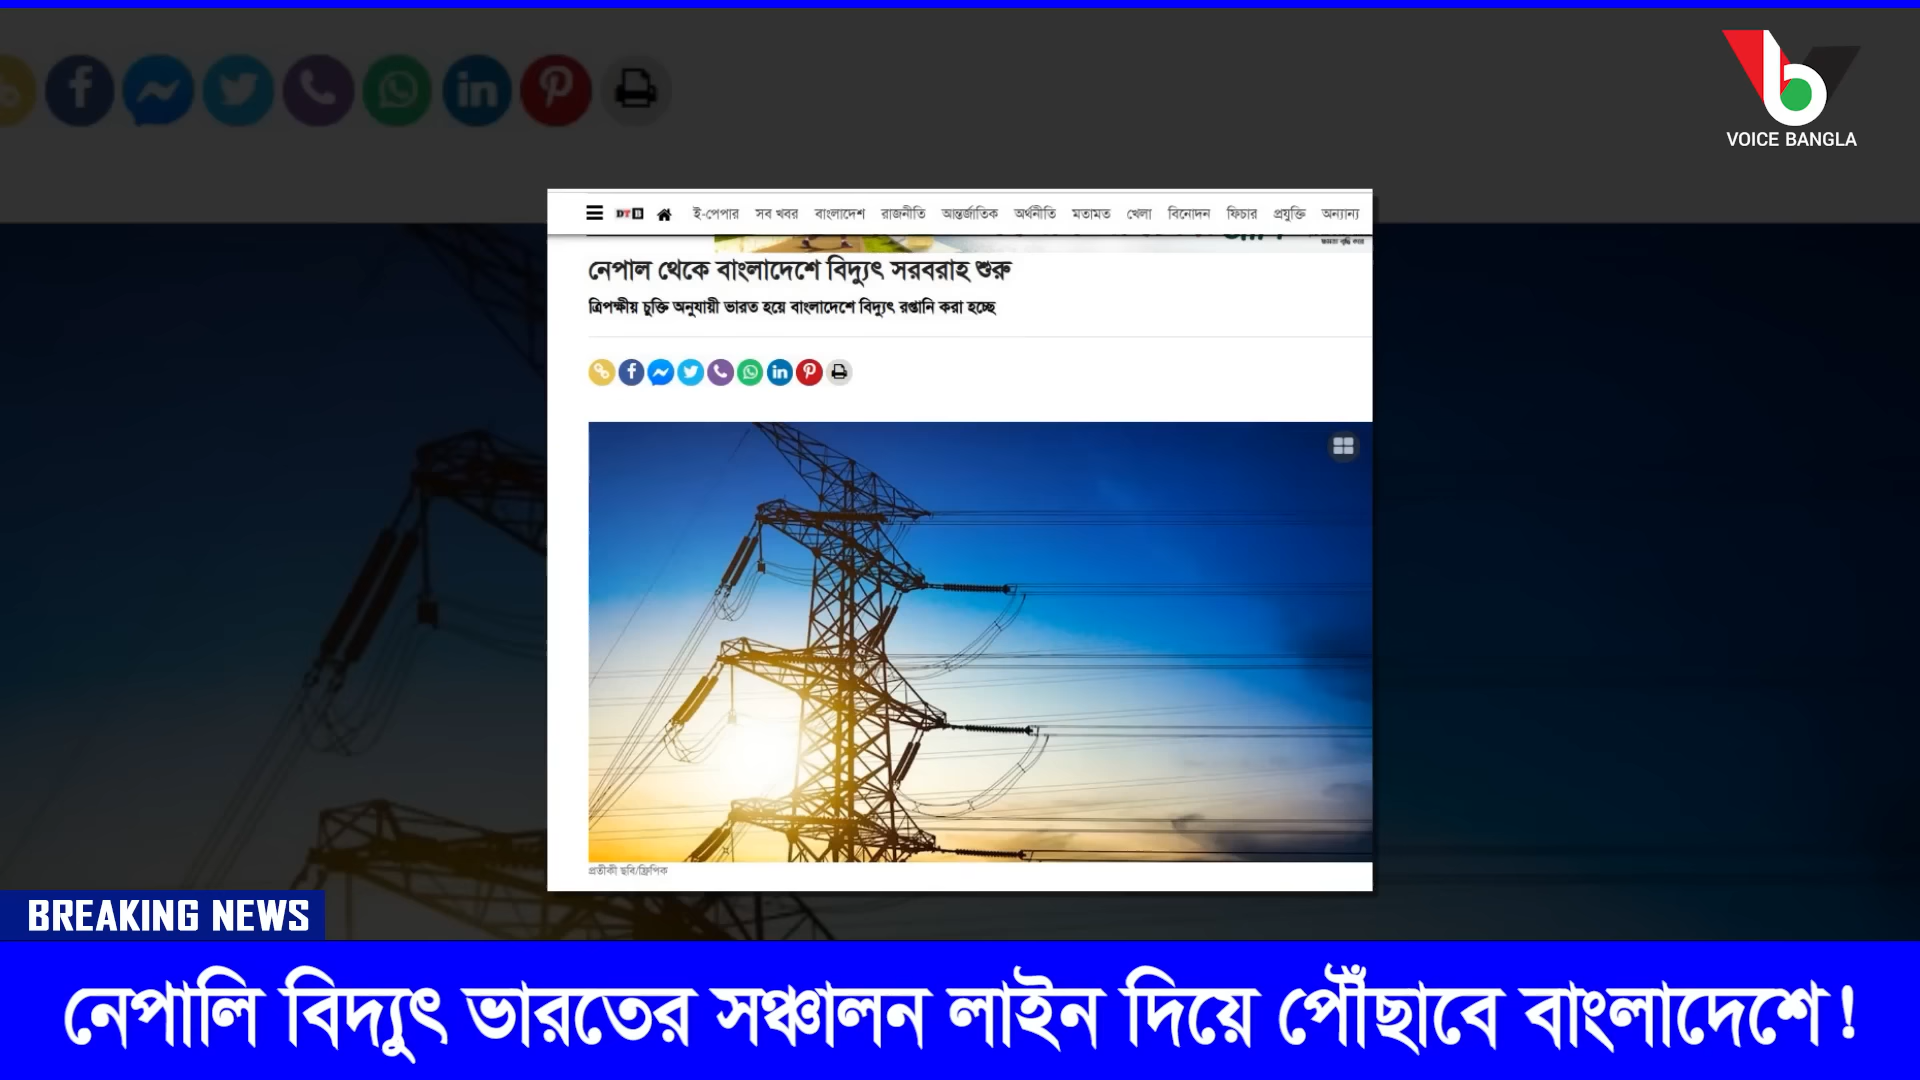 VOICE BANGLA
DTB ই-পেপার সব খবর বাংলাদেশ রাজনীতি আন্তর্জাতিক অর্থনীতি মতামত খেলা বিনোদন ফিচার প্রযুক্তি অন্যান্য
নেপাল থেকে বাংলাদেশে বিদ্যুৎ সরবরাহ শুরু
ত্রিপক্ষীয় চুক্তি অনুযায়ী ভারত হয়ে বাংলাদেশে বিদ্যুৎ রপ্তানি করা হচ্ছে
প্রতীকী ছবি/ফ্রিপিক
BREAKING NEWS
নেপালি বিদ্যুৎ ভারতের সঞ্চালন লাইন দিয়ে পৌঁছাবে বাংলাদেশে!